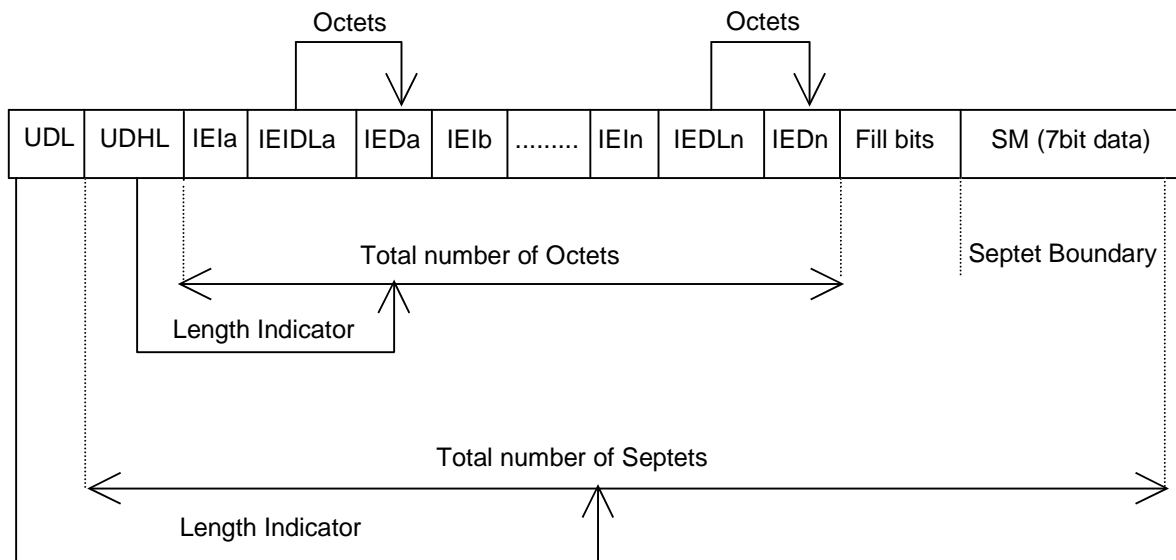 Octets Octets
UDL UDHL IEIa IEIDLa IEDa IEIb ......... IEIn IEDLn IEDn Fill bits SM (7bit data)
Total number of Octets
Septet Boundary
Length Indicator
Total number of Septets
Length Indicator